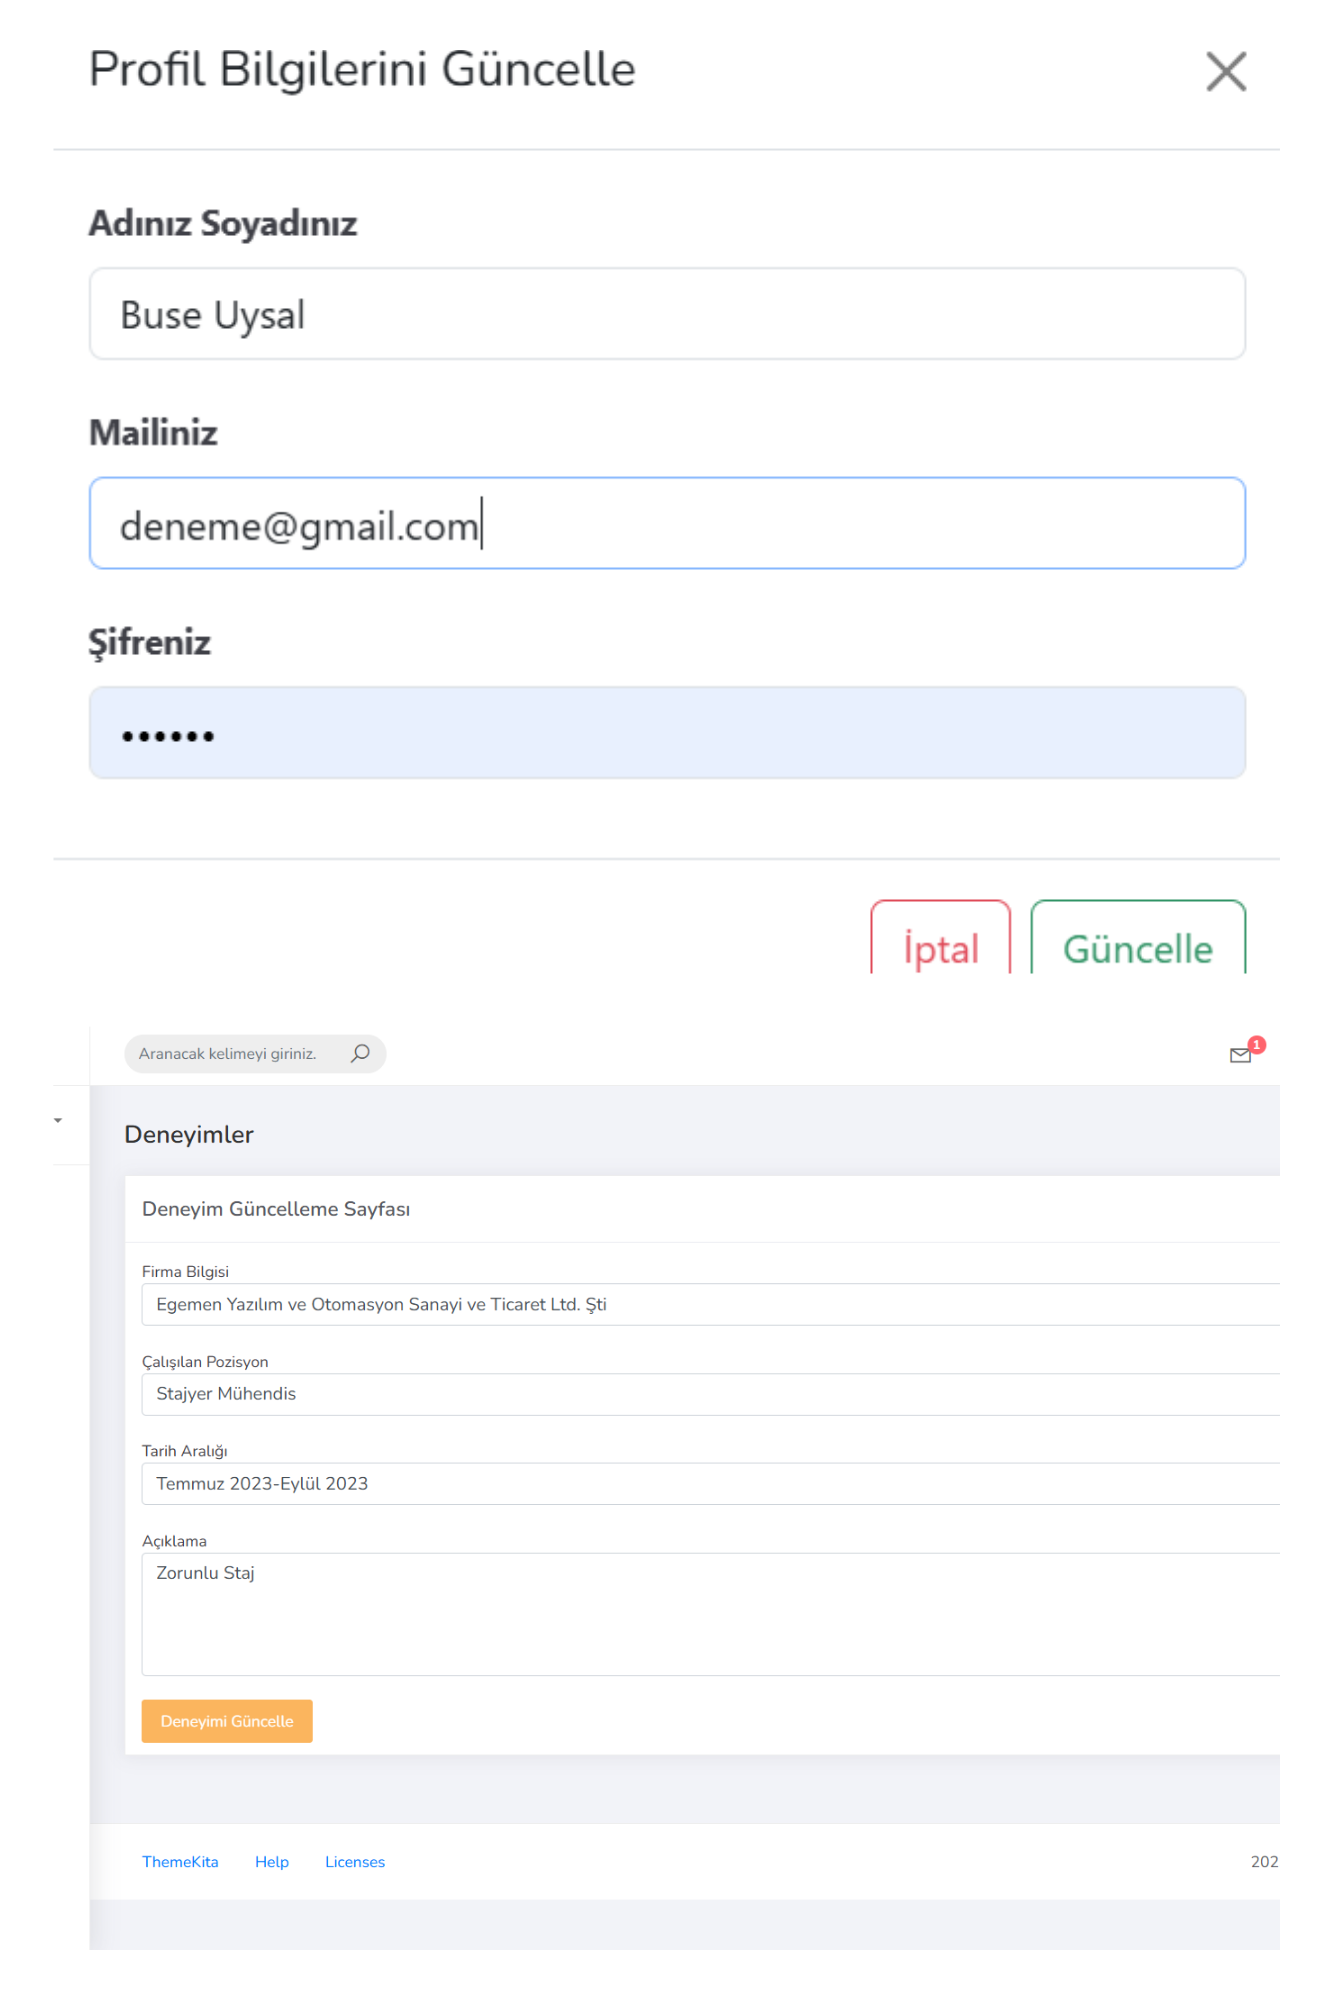 Profil Bilgilerini Güncelle
Adınız Soyadınız
Buse Uysal
Mailiniz
deneme@gmail.com
Şifreniz
••••••
İptal Güncelle
Aranacak kelimeyi giriniz.
1
Deneyimler
Deneyim Güncelleme Sayfası
Firma Bilgisi
Egemen Yazılım ve Otomasyon Sanayi ve Ticaret Ltd. Şti
Çalışılan Pozisyon
Stajyer Mühendis
Tarih Aralığı
Temmuz 2023-Eylül 2023
Açıklama
Zorunlu Staj
Deneyimi Güncelle
ThemeKita Help Licenses 202